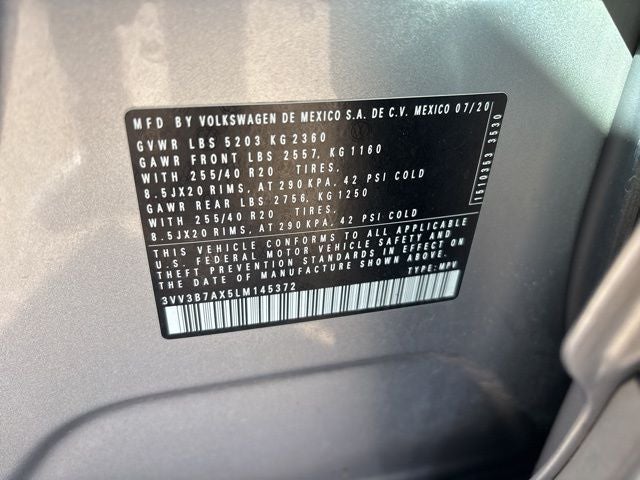 MFD BY VOLKSWAGEN DE MEXICO S.A. DE C.V. MEXICO 07/20
GVWR LBS 5203 KG 2360
GAWR FRONT LBS 2557, KG 1160
WITH 255/40 R20 TIRES.
8.5JX20 RIMS, AT 290 KPA, 42 PSI COLD
GAWR REAR LBS 2756, KG 1250
WITH 255/40 R20 TIRES.
8.5JX20 RIMS, AT 290 KPA, 42 PSI COLD
THIS VEHICLE CONFORMS TO ALL APPLICABLE
U.S. FEDERAL MOTOR VEHICLE SAFETY AND
THEFT PREVENTION STANDARDS IN EFFECT ON
THE DATE OF MANUFACTURE SHOWN ABOVE.
3VV3B7AX5LM145372 TYPE: MPV
1510353 3530